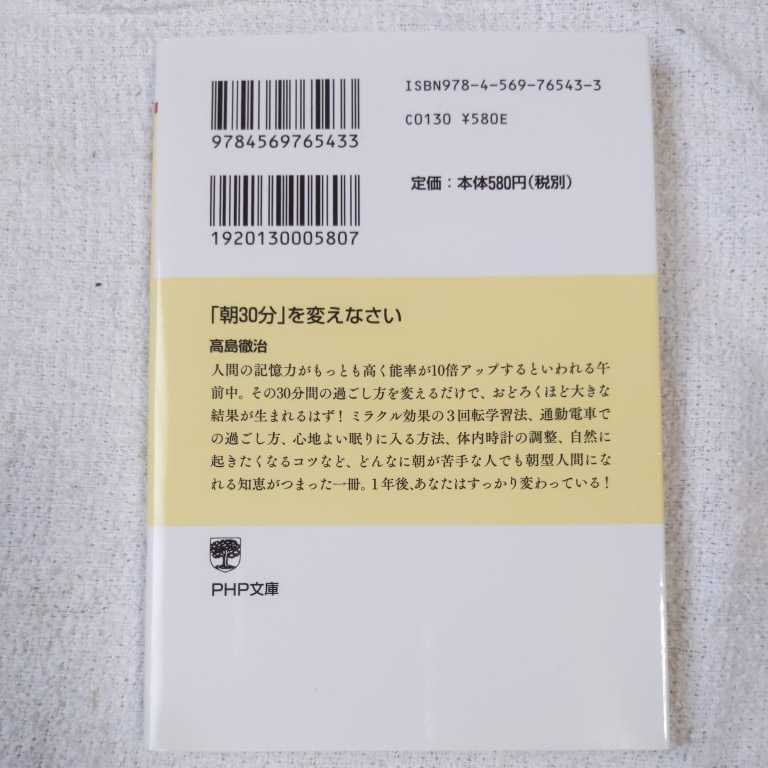 ISBN978-4-569-76543-3
C0130 ¥580E
9784569765433
定価：本体580円(税別)
1920130005807
「朝30分」を変えなさい
高島徹治
人間の記憶力がもっとも高く能率が10倍アップするといわれる午
前中。その30分間の過ごし方を変えるだけで、おどろくほど大きな
結果が生まれるはず！ミラクル効果の３回転学習法、通勤電車で
の過ごし方、心地よい眠りに入る方法、体内時計の調整、自然に
起きたくなるコツなど、どんなに朝が苦手な人でも朝型人間にな
れる知恵がつまった一冊。１年後、あなたはすっかり変わっている！
PHP文庫